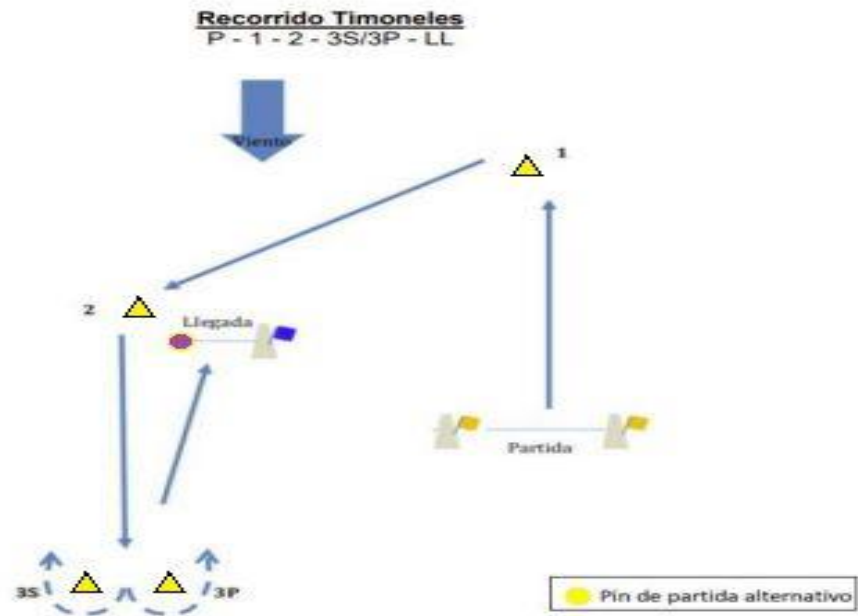 Recorrido Timoneles
P - 1 - 2 - 3S/3P - LL
Viento
1
2
Llegada
Partida
3S
3P
Pin de partida alternativo